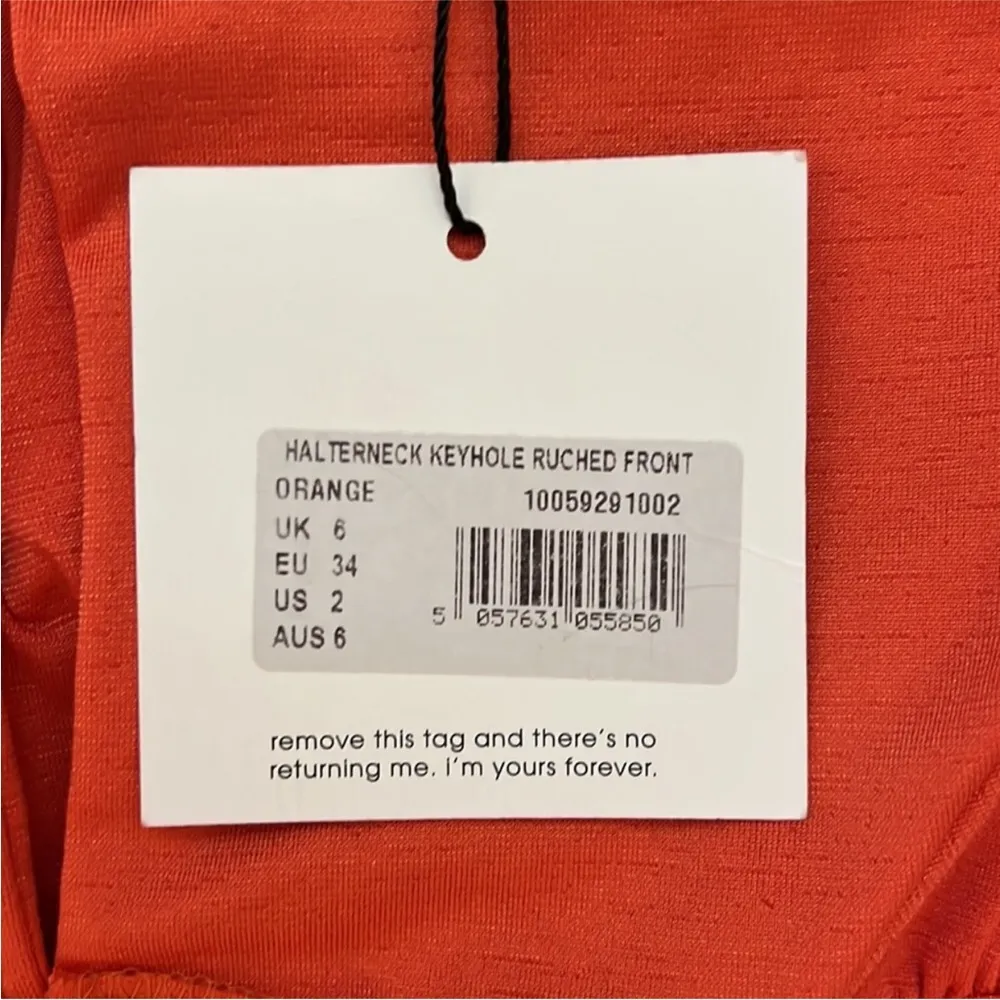 HALTERNECK KEYHOLE RUCHED FRONT
ORANGE 10059291002
UK 6
EU 34
US 2
AUS 6
5 057631 055850
remove this tag and there's no
returning me. i'm yours forever.